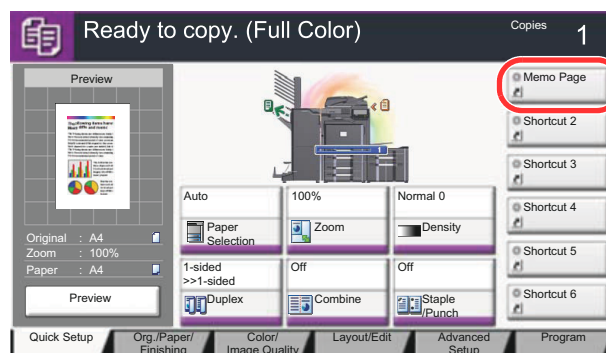 Ready to copy. (Full Color)
Copies
1
Preview
Original : A4
Zoom : 100%
Paper : A4
Preview
1
Auto
Paper
Selection
100%
Zoom
Normal 0
Density
1-sided
>>1-sided
Duplex
Off
Combine
Off
Staple
/Punch
Memo Page
Shortcut 2
Shortcut 3
Shortcut 4
Shortcut 5
Shortcut 6
Quick Setup
Org./Paper/
Finishing
Color/
Image Quality
Layout/Edit
Advanced
Setup
Program